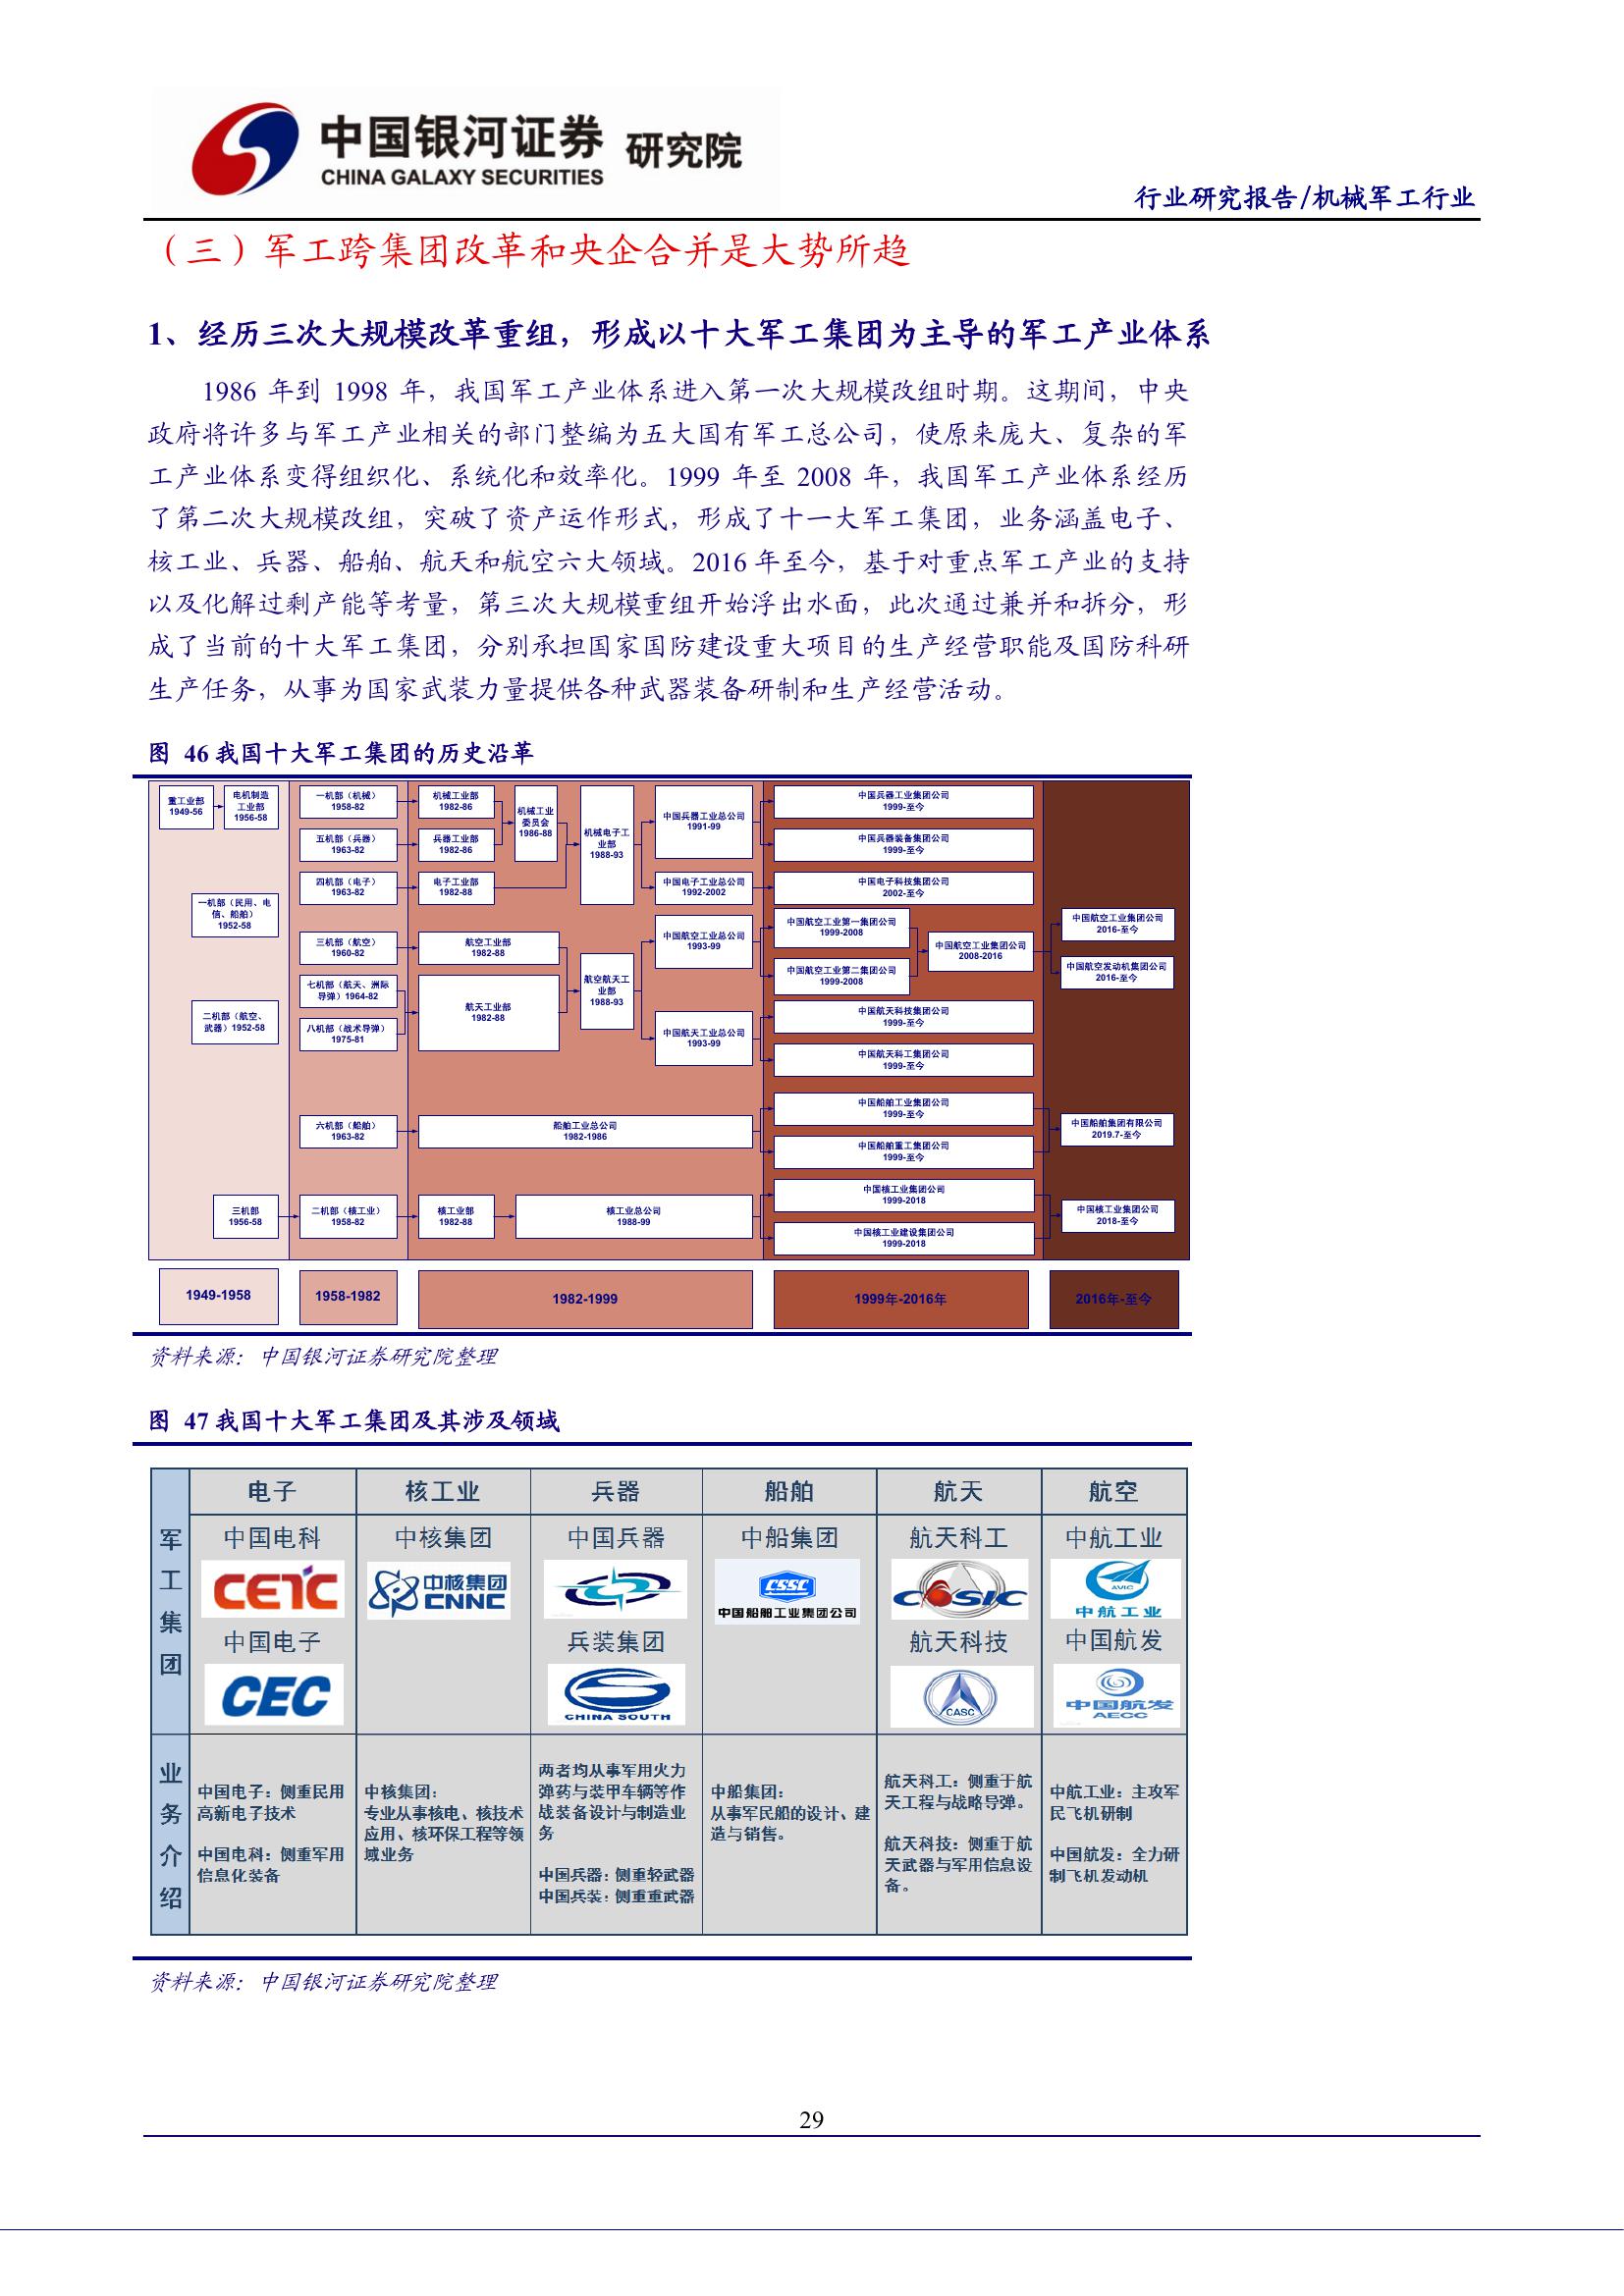 中国银河证券 研究院
CHINA GALAXY SECURITIES
行业研究报告/机械军工行业
（三）军工跨集团改革和央企合并是大势所趋
1、经历三次大规模改革重组，形成以十大军工集团为主导的军工产业体系
1986 年到 1998 年，我国军工产业体系进入第一次大规模改组时期。这期间，中央
政府将许多与军工产业相关的部门整编为五大国有军工总公司，使原来庞大、复杂的军
工产业体系变得组织化、系统化和效率化。1999 年至 2008 年，我国军工产业体系经历
了第二次大规模改组，突破了资产运作形式，形成了十一大军工集团，业务涵盖电子、
核工业、兵器、船舶、航天和航空六大领域。2016 年至今，基于对重点军工产业的支持
以及化解过剩产能等考量，第三次大规模重组开始浮出水面，此次通过兼并和拆分，形
成了当前的十大军工集团，分别承担国家国防建设重大项目的生产经营职能及国防科研
生产任务，从事为国家武装力量提供各种武器装备研制和生产经营活动。
图 46 我国十大军工集团的历史沿革
重工业部
1949-56
电机制造
工业部
1956-58
一机部（民用、电
信、船舶）
1952-58
二机部（航空、
武器）1952-58
三机部
1956-58
一机部（机械）
1958-82
五机部（兵器）
1963-82
四机部（电子）
1963-82
三机部（航空）
1960-82
七机部（航天、洲际
导弹）1964-82
八机部（战术导弹）
1975-81
六机部（船舶）
1963-82
二机部（核工业）
1958-82
机械工业部
1982-86
兵器工业部
1982-86
电子工业部
1982-88
机械工业
委员会
1986-88
机械电子工
业部
1988-93
航空工业部
1982-88
航天工业部
1982-88
航空航天工
业部
1988-93
中国兵器工业总公司
1991-99
中国电子工业总公司
1992-2002
中国航空工业总公司
1993-99
中国航天工业总公司
1993-99
船舶工业总公司
1982-1986
核工业部
1982-88
核工业总公司
1988-99
中国兵器工业集团公司
1999-至今
中国兵器装备集团公司
1999-至今
中国电子科技集团公司
2002-至今
中国航空工业第一集团公司
1999-2008
中国航空工业第二集团公司
1999-2008
中国航空工业集团公司
2008-2016
中国航天科技集团公司
1999-至今
中国航天科工集团公司
1999-至今
中国船舶工业集团公司
1999-至今
中国船舶重工集团公司
1999-至今
中国核工业集团公司
1999-2018
中国核工业建设集团公司
1999-2018
中国航空工业集团公司
2016-至今
中国航空发动机集团公司
2016-至今
中国船舶集团有限公司
2019.7-至今
中国核工业集团公司
2018-至今
1949-1958
1958-1982
1982-1999
1999年-2016年
2016年-至今
资料来源：中国银河证券研究院整理
图 47 我国十大军工集团及其涉及领域
军工集团
电子
核工业
兵器
船舶
航天
航空
中国电科
CETC
中国电子
CEC
中核集团
中核集团
CNNC
中国兵器
兵装集团
CHINA SOUTH
中船集团
CSSC
中国船舶工业集团公司
航天科工
CASIC
航天科技
CASC
中航工业
AVIC
中航工业
中国航发
中国航发
AECC
业务介绍
中国电子：侧重民用
高新电子技术
中国电科：侧重军用
信息化装备
中核集团：
专业从事核电、核技术
应用、核环保工程等领
域业务
两者均从事军用火力
弹药与装甲车辆等作
战装备设计与制造业
务
中国兵器：侧重轻武器
中国兵装：侧重重武器
中船集团：
从事军民船的设计、建
造与销售。
航天科工：侧重于航
天工程与战略导弹。
航天科技：侧重于航
天武器与军用信息设
备。
中航工业：主攻军
民飞机研制
中国航发：全力研
制飞机发动机
资料来源：中国银河证券研究院整理
29